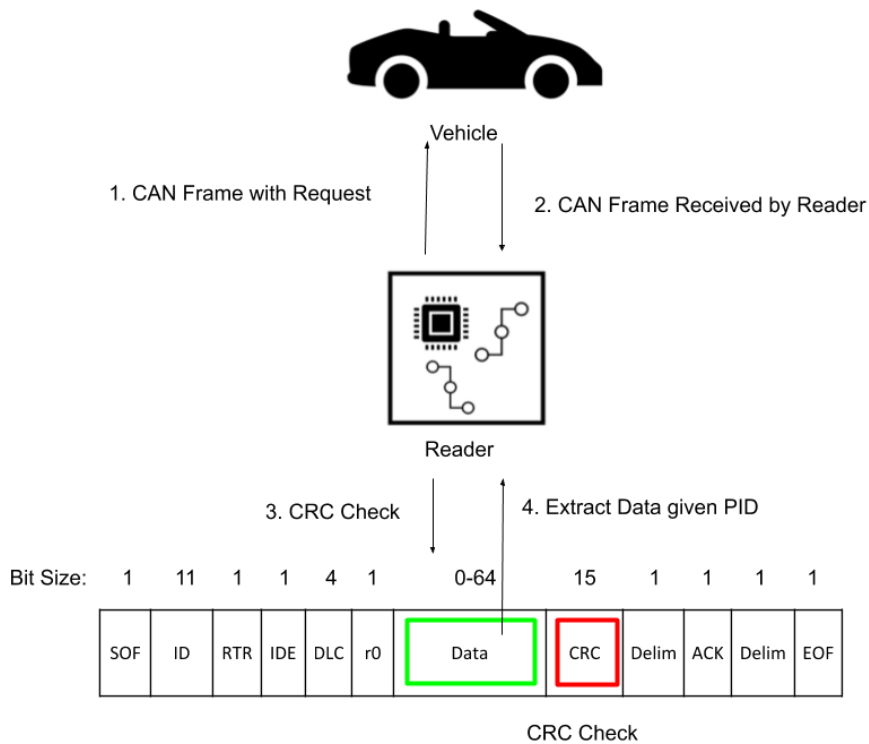 Vehicle
1. CAN Frame with Request
2. CAN Frame Received by Reader
Reader
3. CRC Check
4. Extract Data given PID
Bit Size: 1 11 1 1 4 1 0-64 15 1 1 1 1
SOF ID RTR IDE DLC r0 Data CRC Delim ACK Delim EOF
CRC Check